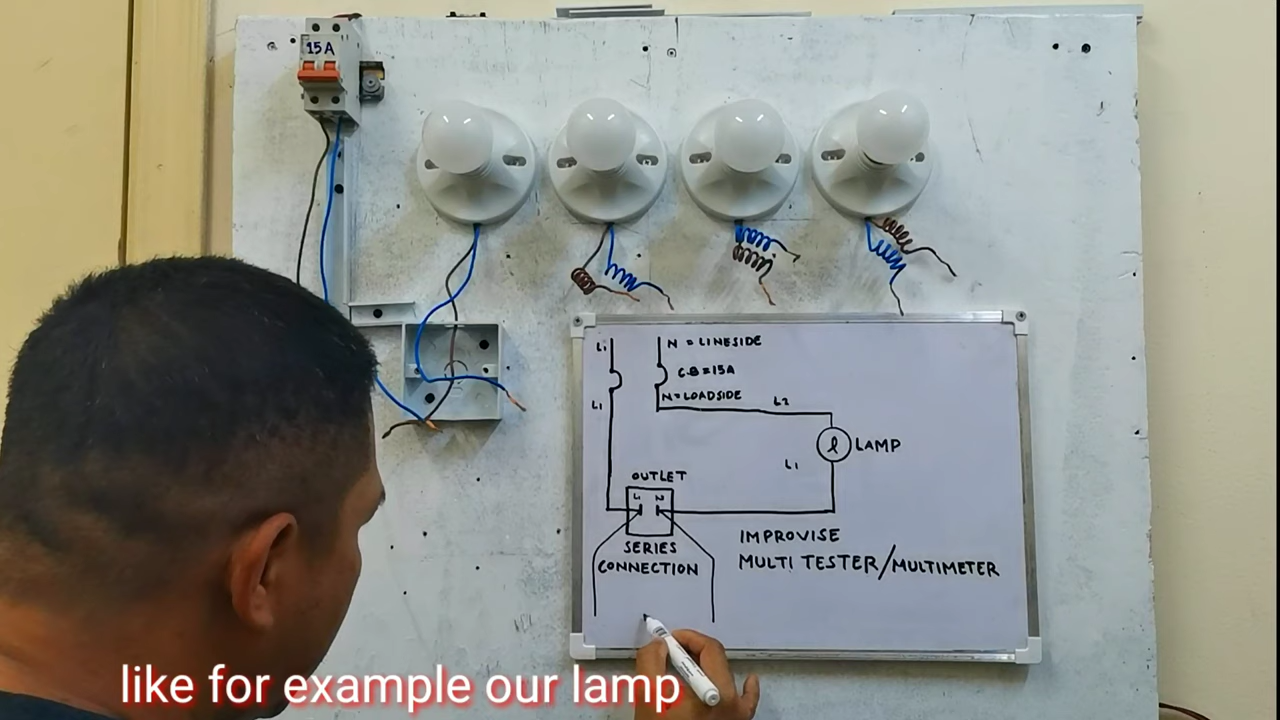 15A
L1
N = LINESIDE
C.B = 15A
L1
N = LOADSIDE
L2
LAMP
L1
OUTLET
L1 N
SERIES
CONNECTION
IMPROVISE
MULTI TESTER/MULTIMETER
like for example our lamp